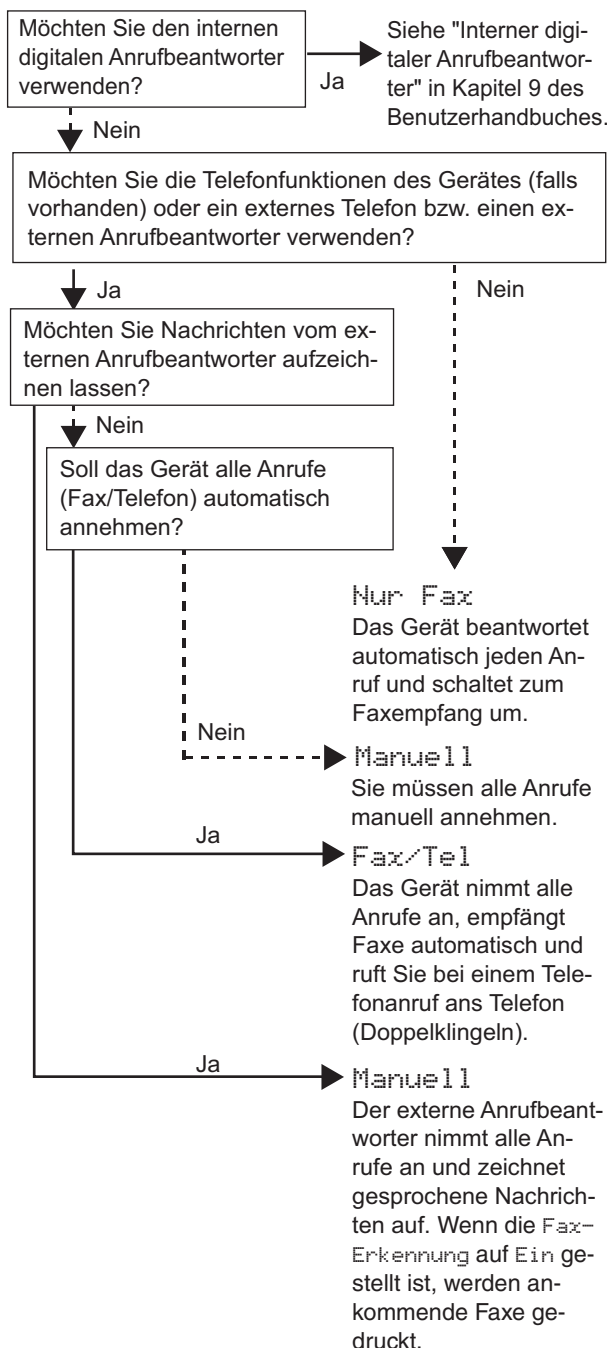 Möchten Sie den internen
digitalen Anrufbeantworter
verwenden?
Ja
Siehe "Interner digi-
taler Anrufbeantwor-
ter" in Kapitel 9 des
Benutzerhandbuches.
Nein
Möchten Sie die Telefonfunktionen des Gerätes (falls
vorhanden) oder ein externes Telefon bzw. einen ex-
ternen Anrufbeantworter verwenden?
Ja
Nein
Möchten Sie Nachrichten vom ex-
ternen Anrufbeantworter aufzeich-
nen lassen?
Nein
Soll das Gerät alle Anrufe
(Fax/Telefon) automatisch
annehmen?
Nur Fax
Das Gerät beantwortet
automatisch jeden An-
ruf und schaltet zum
Faxempfang um.
Nein
Manuell
Sie müssen alle Anrufe
manuell annehmen.
Ja
Fax/Tel
Das Gerät nimmt alle
Anrufe an, empfängt
Faxe automatisch und
ruft Sie bei einem Tele-
fonanruf ans Telefon
(Doppelklingeln).
Ja
Manuell
Der externe Anrufbeant-
worter nimmt alle An-
rufe an und zeichnet
gesprochene Nachrich-
ten auf. Wenn die Fax-
Erkennung auf Ein ge-
stellt ist, werden an-
kommende Faxe ge-
druckt.